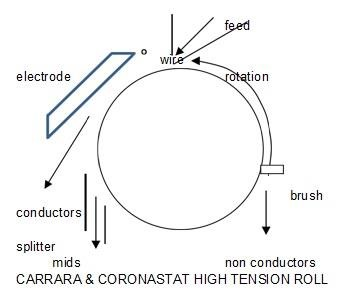 feed
wire
electrode
rotation
brush
conductors
splitter
mids
non conductors
CARRARA & CORONASTAT HIGH TENSION ROLL